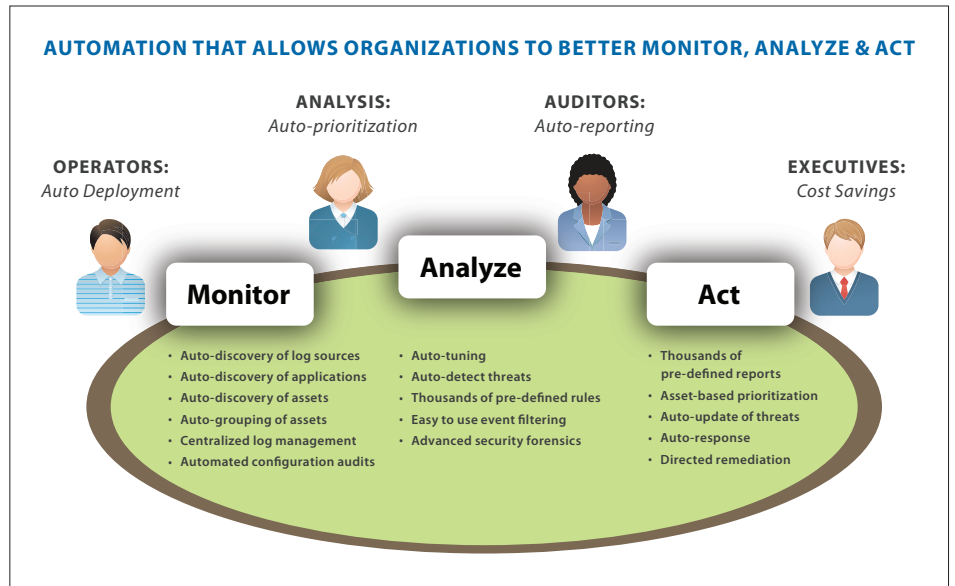 AUTOMATION THAT ALLOWS ORGANIZATIONS TO BETTER MONITOR, ANALYZE & ACT
OPERATORS:
Auto Deployment
ANALYSIS:
Auto-prioritization
AUDITORS:
Auto-reporting
EXECUTIVES:
Cost Savings
Monitor
• Auto-discovery of log sources
• Auto-discovery of applications
• Auto-discovery of assets
• Auto-grouping of assets
• Centralized log management
• Automated configuration audits
Analyze
• Auto-tuning
• Auto-detect threats
• Thousands of pre-defined rules
• Easy to use event filtering
• Advanced security forensics
Act
• Thousands of
pre-defined reports
• Asset-based prioritization
• Auto-update of threats
• Auto-response
• Directed remediation